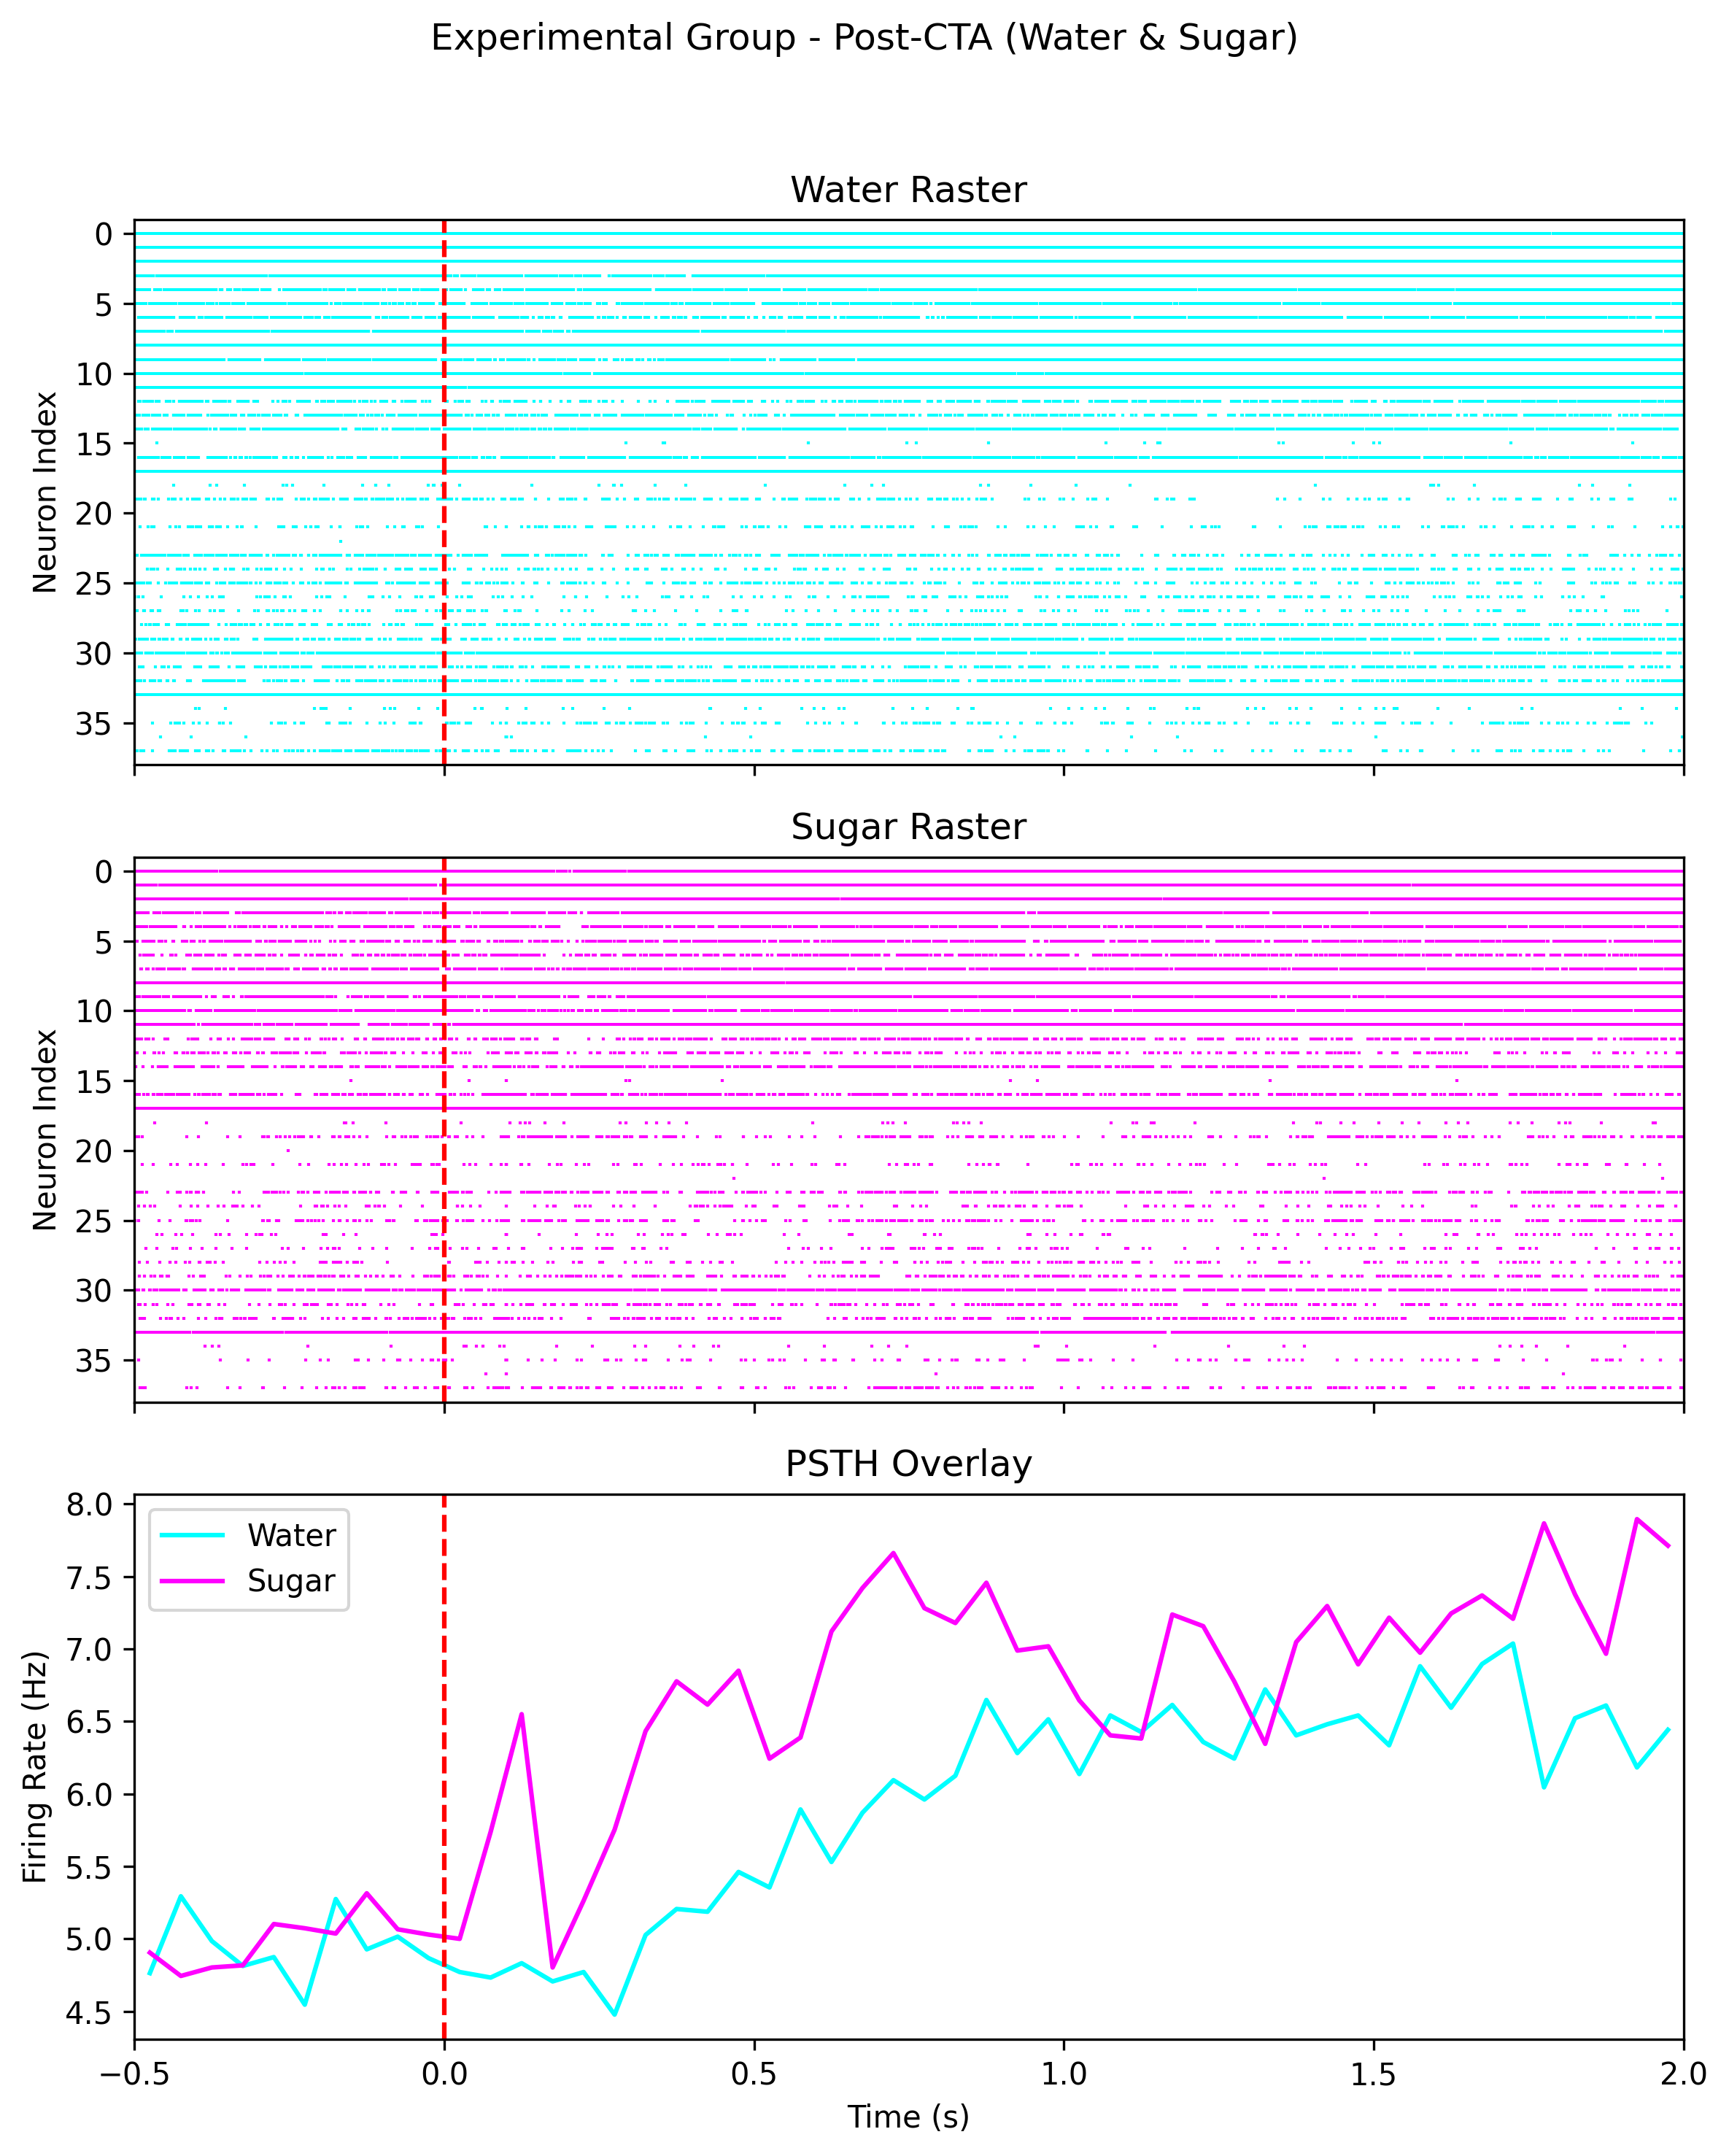 Experimental Group - Post-CTA (Water & Sugar)
Water Raster
0
5
10
15
20
25
30
35
Neuron Index
Sugar Raster
0
5
10
15
20
25
30
35
Neuron Index
PSTH Overlay
8.0
7.5
7.0
6.5
6.0
5.5
5.0
4.5
Firing Rate (Hz)
Water
Sugar
−0.5 0.0 0.5 1.0 1.5 2.0
Time (s)